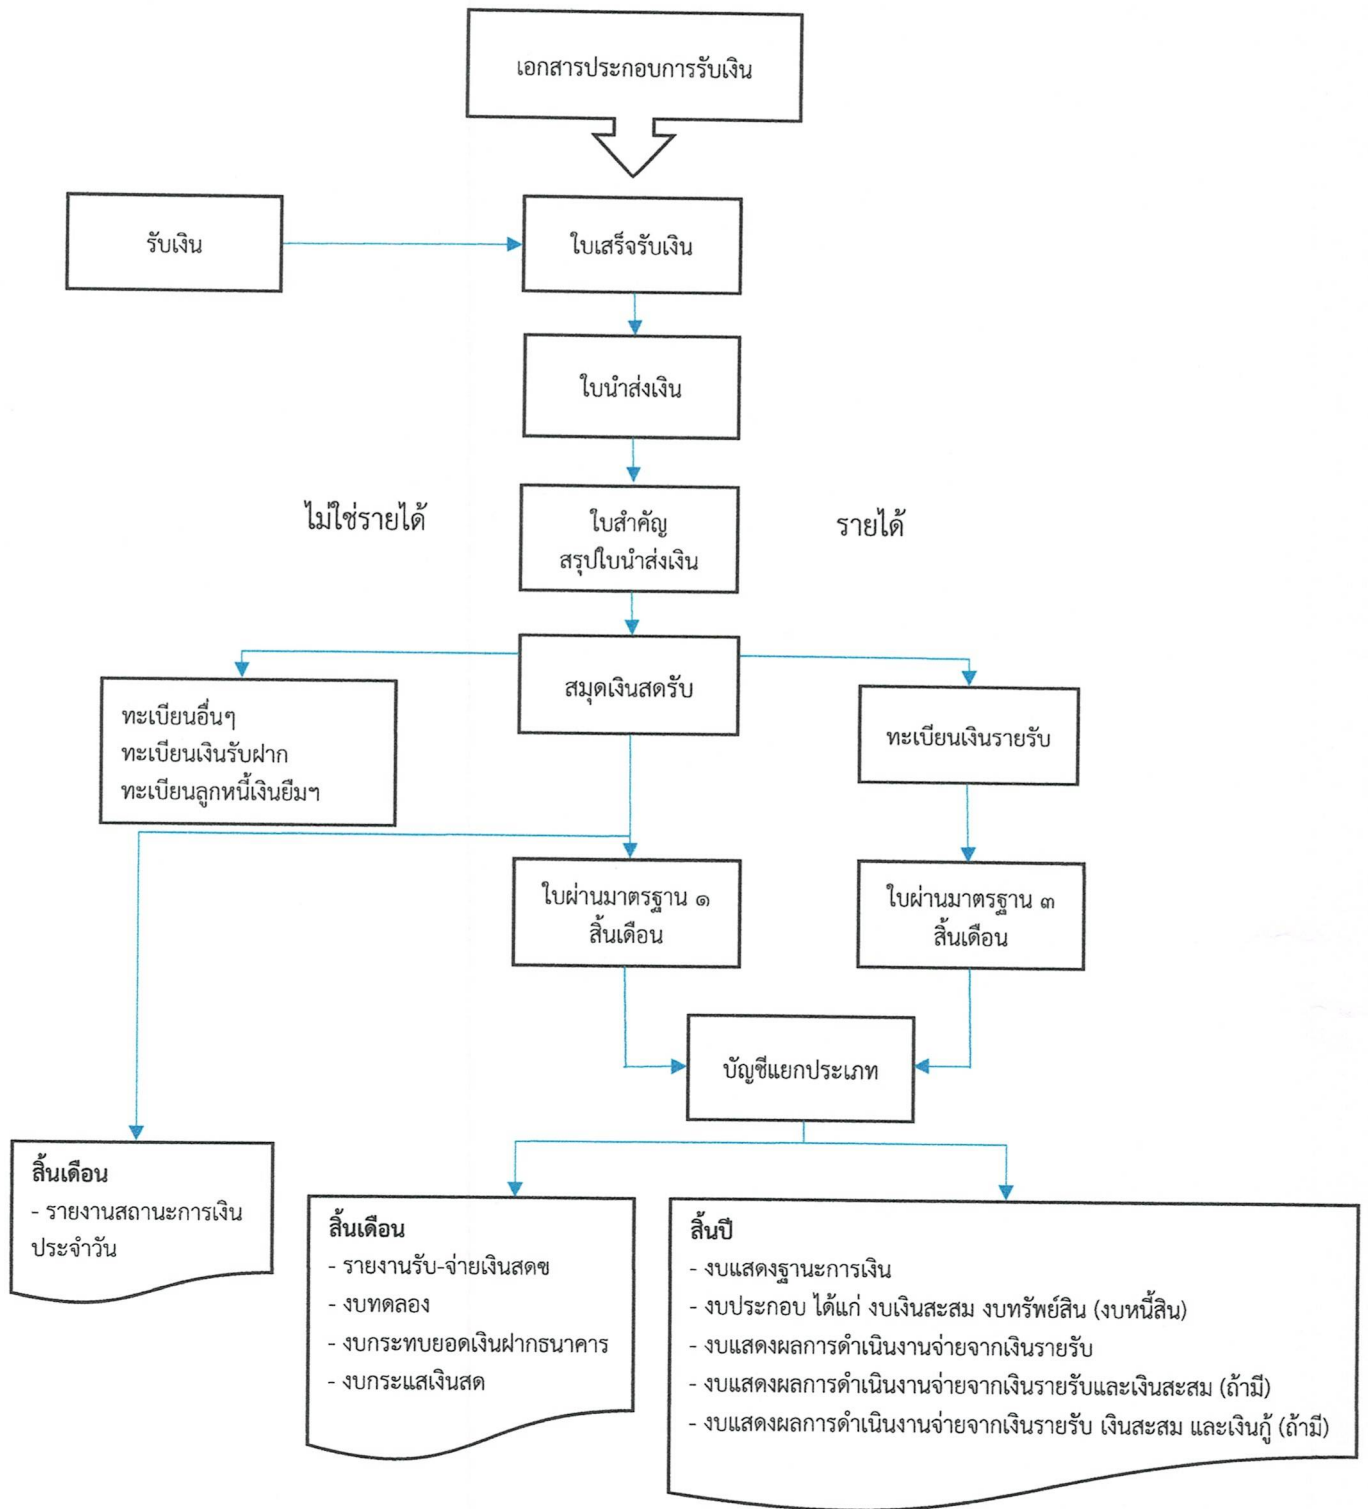 เอกสารประกอบการรับเงิน
รับเงิน
ใบเสร็จรับเงิน
ใบนำส่งเงิน
ไม่ใช่รายได้
ใบสำคัญ
สรุปใบนำส่งเงิน
รายได้
สมุดเงินสดรับ
ทะเบียนอื่นๆ
ทะเบียนเงินรับฝาก
ทะเบียนลูกหนี้เงินยืมฯ
ทะเบียนเงินรายรับ
ใบผ่านมาตรฐาน ๑
สิ้นเดือน
ใบผ่านมาตรฐาน ๓
สิ้นเดือน
บัญชีแยกประเภท
สิ้นเดือน
- รายงานสถานะการเงิน
ประจำวัน
สิ้นเดือน
- รายงานรับ-จ่ายเงินสดข
- งบทดลอง
- งบกระทบยอดเงินฝากธนาคาร
- งบกระแสเงินสด
สิ้นปี
- งบแสดงฐานะการเงิน
- งบประกอบ ได้แก่ งบเงินสะสม งบทรัพย์สิน (งบหนี้สิน)
- งบแสดงผลการดำเนินงานจ่ายจากเงินรายรับ
- งบแสดงผลการดำเนินงานจ่ายจากเงินรายรับและเงินสะสม (ถ้ามี)
- งบแสดงผลการดำเนินงานจ่ายจากเงินรายรับ เงินสะสม และเงินกู้ (ถ้ามี)